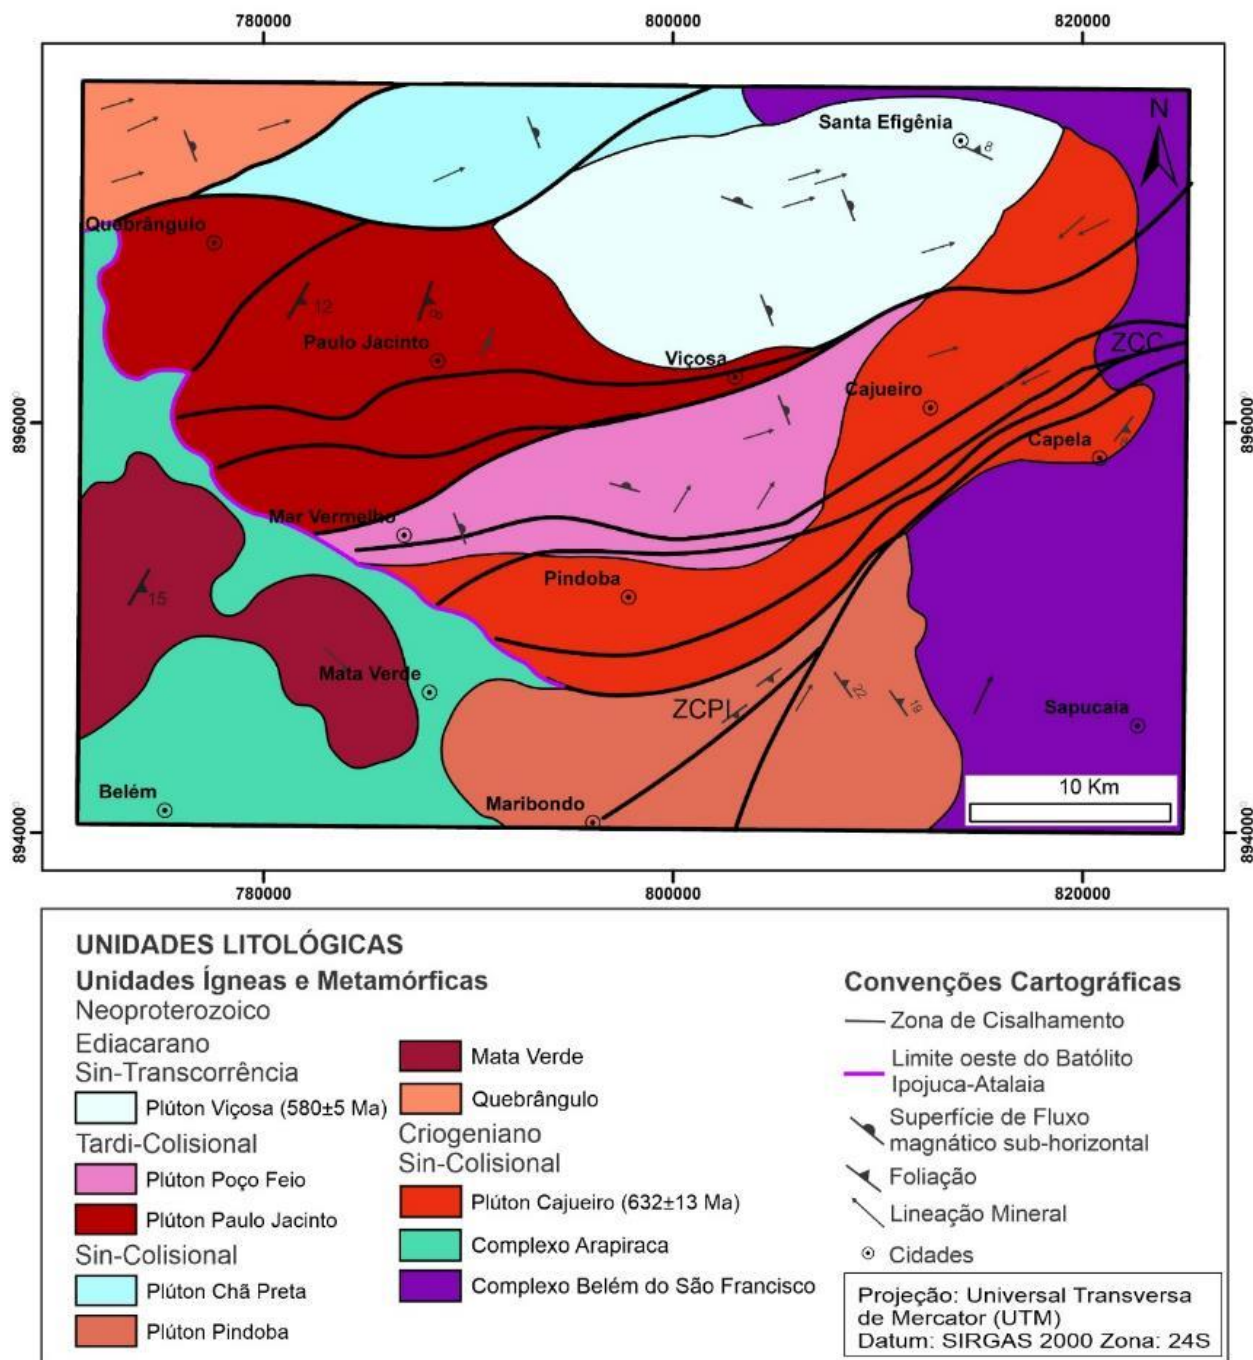 780000
800000
820000
N
Santa Efigênia
8
Quebrângulo
12
8
Paulo Jacinto
Viçosa
ZCC
Cajueiro
896000
896000
Capela
Mar Vermelho
Pindoba
15
Mata Verde
22
19
ZCPI
Sapucaia
Belém
Maribondo
10 Km
894000
894000
780000
800000
820000
UNIDADES LITOLÓGICAS
Unidades Ígneas e Metamórficas
Neoproterozoico
Ediacarano
Sin-Transcorrência
Plúton Viçosa (580±5 Ma)
Tardi-Colisional
Plúton Poço Feio
Plúton Paulo Jacinto
Sin-Colisional
Plúton Chã Preta
Plúton Pindoba
Mata Verde
Quebrângulo
Criogeniano
Sin-Colisional
Plúton Cajueiro (632±13 Ma)
Complexo Arapiraca
Complexo Belém do São Francisco
Convenções Cartográficas
Zona de Cisalhamento
Limite oeste do Batólito
Ipojuca-Atalaia
Superfície de Fluxo
magnático sub-horizontal
Foliação
Lineação Mineral
Cidades
Projeção: Universal Transversa
de Mercator (UTM)
Datum: SIRGAS 2000 Zona: 24S